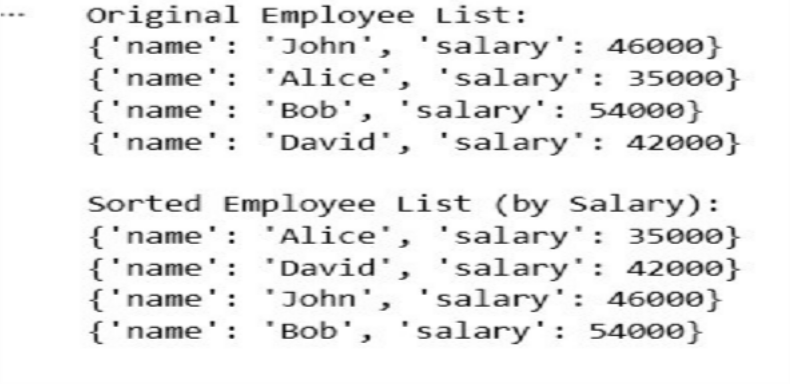 Original Employee List:
{'name': 'John', 'salary': 46000}
{'name': 'Alice', 'salary': 35000}
{'name': 'Bob', 'salary': 54000}
{'name': 'David', 'salary': 42000}
Sorted Employee List (by Salary):
{'name': 'Alice', 'salary': 35000}
{'name': 'David', 'salary': 42000}
{'name': 'John', 'salary': 46000}
{'name': 'Bob', 'salary': 54000}